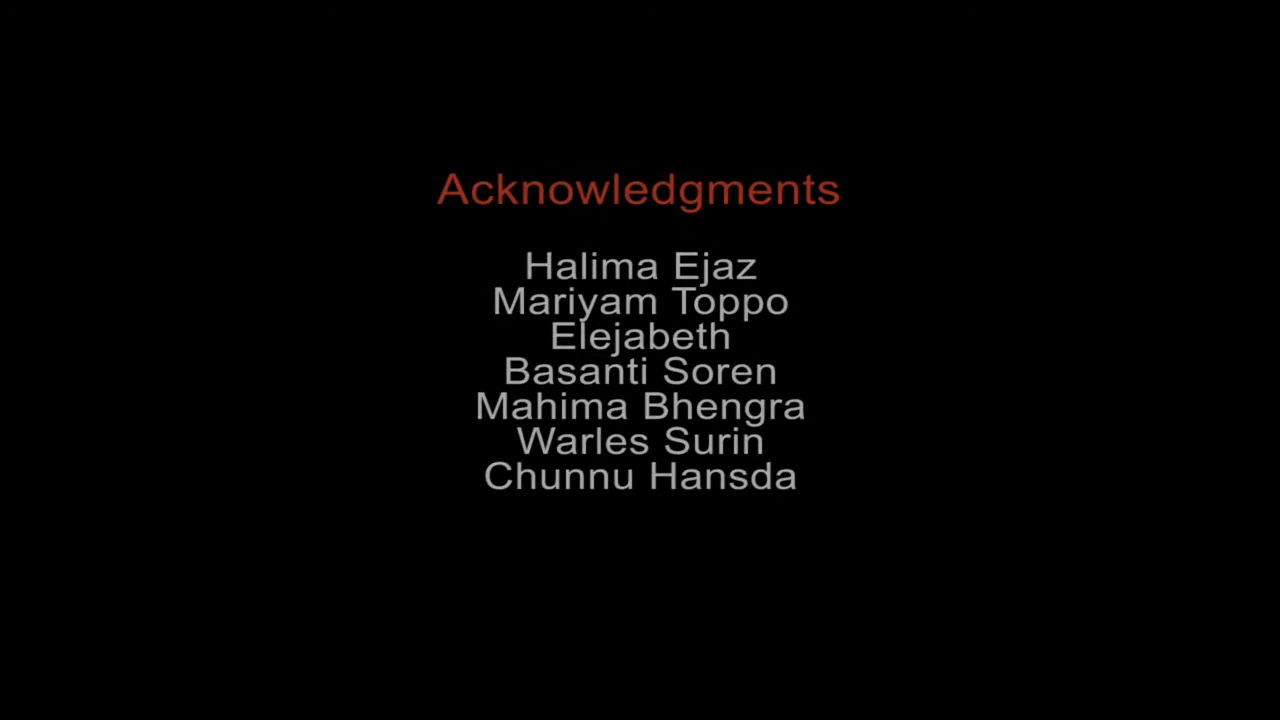 Acknowledgments
Halima Ejaz
Mariyam Toppo
Elejabeth
Basanti Soren
Mahima Bhengra
Warles Surin
Chunnu Hansda